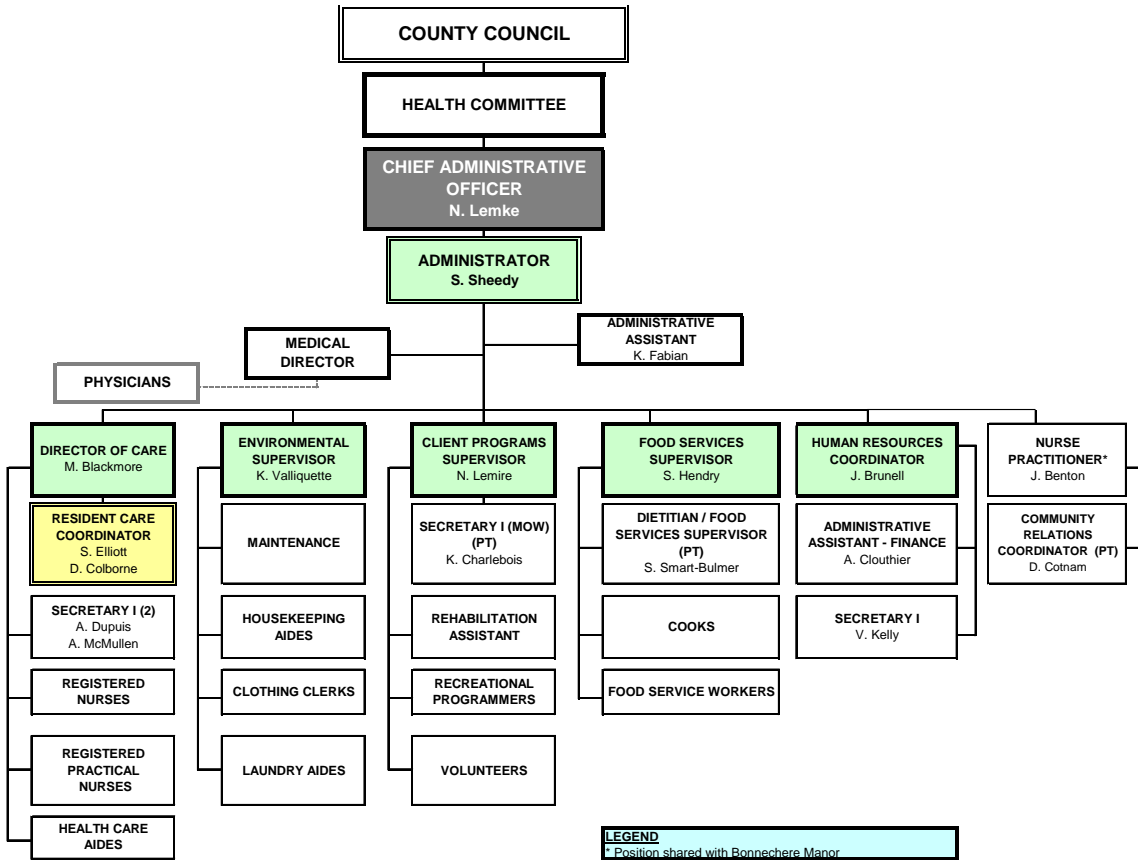 COUNTY COUNCIL
HEALTH COMMITTEE
CHIEF ADMINISTRATIVE
OFFICER
N. Lemke
ADMINISTRATOR
S. Sheedy
MEDICAL
DIRECTOR
ADMINISTRATIVE
ASSISTANT
K. Fabian
PHYSICIANS
DIRECTOR OF CARE
M. Blackmore
RESIDENT CARE
COORDINATOR
S. Elliott
D. Colborne
SECRETARY I (2)
A. Dupuis
A. McMullen
REGISTERED
NURSES
REGISTERED
PRACTICAL
NURSES
HEALTH CARE
AIDES
ENVIRONMENTAL
SUPERVISOR
K. Valliquette
MAINTENANCE
HOUSEKEEPING
AIDES
CLOTHING CLERKS
LAUNDRY AIDES
CLIENT PROGRAMS
SUPERVISOR
N. Lemire
SECRETARY I (MOW)
(PT)
K. Charlebois
REHABILITATION
ASSISTANT
RECREATIONAL
PROGRAMMERS
VOLUNTEERS
FOOD SERVICES
SUPERVISOR
S. Hendry
DIETITIAN / FOOD
SERVICES SUPERVISOR
(PT)
S. Smart-Bulmer
COOKS
FOOD SERVICE WORKERS
HUMAN RESOURCES
COORDINATOR
J. Brunell
ADMINISTRATIVE
ASSISTANT - FINANCE
A. Clouthier
SECRETARY I
V. Kelly
NURSE
PRACTITIONER*
J. Benton
COMMUNITY
RELATIONS
COORDINATOR (PT)
D. Cotnam
LEGEND
* Position shared with Bonnechere Manor